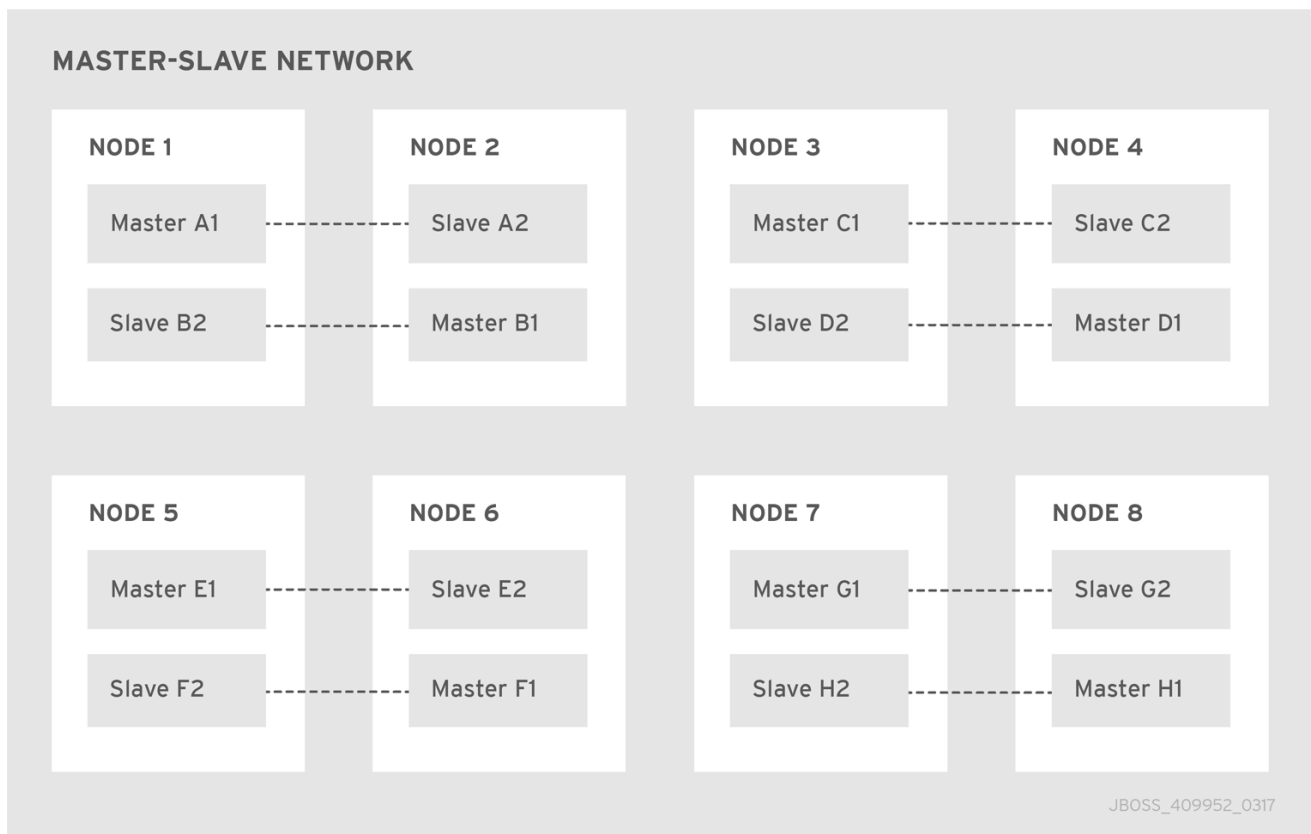 MASTER-SLAVE NETWORK
NODE 1
Master A1
Slave B2
NODE 2
Slave A2
Master B1
NODE 3
Master C1
Slave D2
NODE 4
Slave C2
Master D1
NODE 5
Master E1
Slave F2
NODE 6
Slave E2
Master F1
NODE 7
Master G1
Slave H2
NODE 8
Slave G2
Master H1
JBOSS_409952_0317